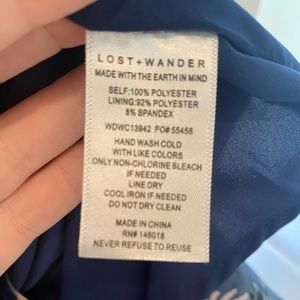 LOST + WANDER
MADE WITH THE EARTH IN MIND
SELF:100% POLYESTER
LINING:92% POLYESTER
8% SPANDEX
WDWC13942 PO# 55458
HAND WASH COLD
WITH LIKE COLORS
ONLY NON-CHLORINE BLEACH
IF NEEDED
LINE DRY
COOL IRON IF NEEDED
DO NOT DRY CLEAN
MADE IN CHINA
RN# 146018
NEVER REFUSE TO REUSE